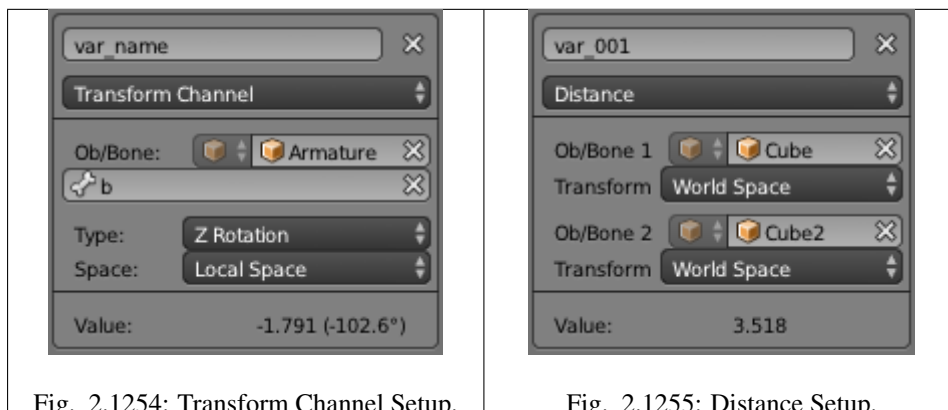 var_name
Transform Channel
Ob/Bone: Armature
b
Type: Z Rotation
Space: Local Space
Value: -1.791 (-102.6°)
Fig. 2.1254: Transform Channel Setup.
var_001
Distance
Ob/Bone 1 Cube
Transform World Space
Ob/Bone 2 Cube2
Transform World Space
Value: 3.518
Fig. 2.1255: Distance Setup.